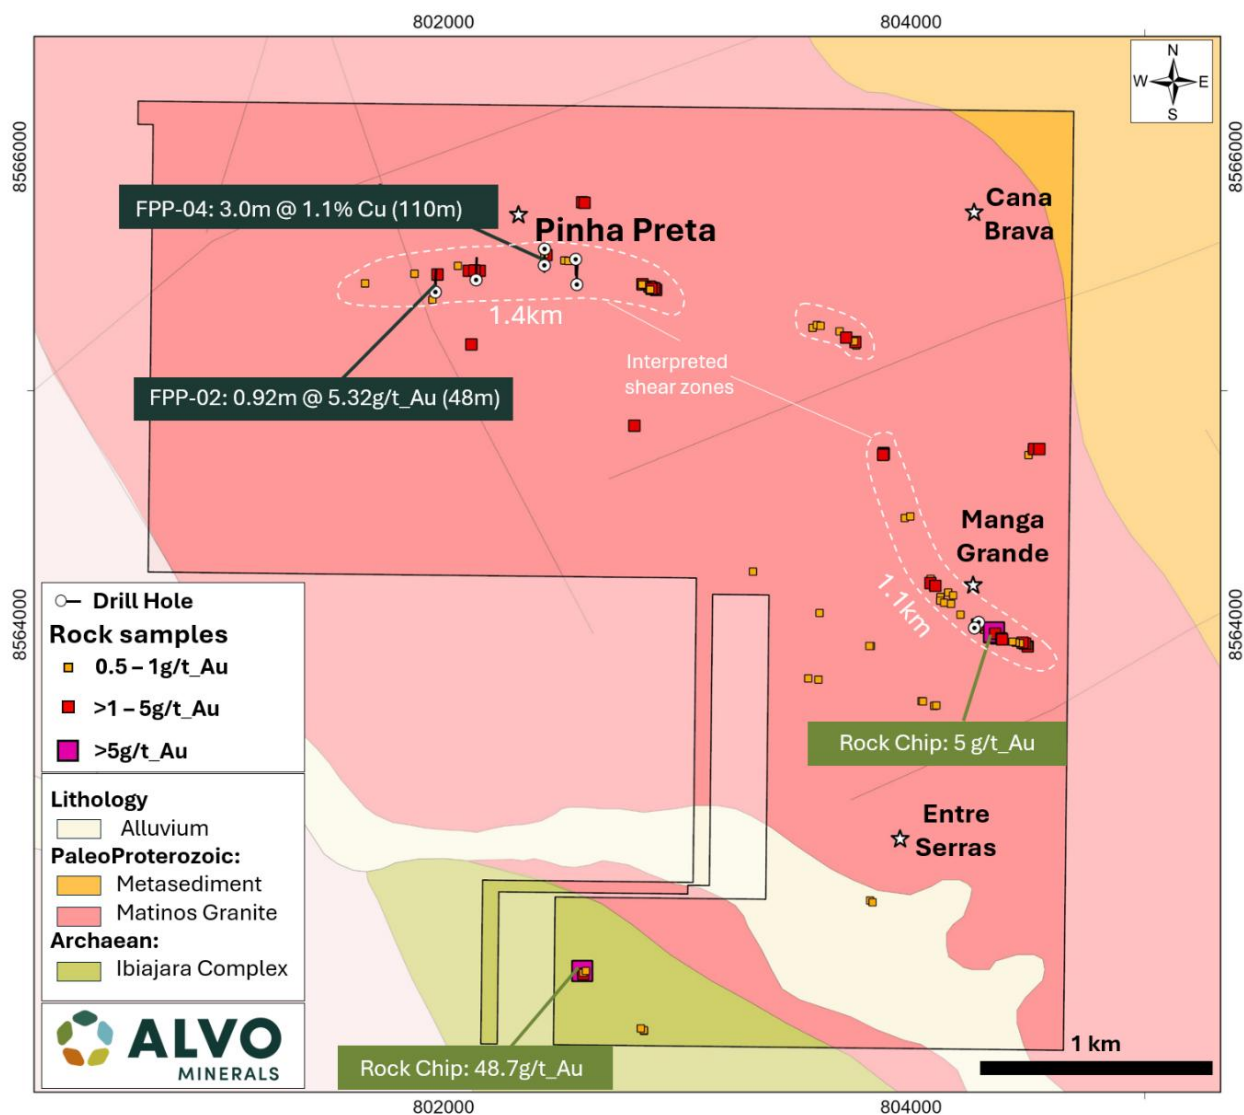 802000
804000
N
W
E
S
8566000
8566000
FPP-04: 3.0m @ 1.1% Cu (110m)
Pinha Preta
Cana
Brava
1.4km
Interpreted
shear zones
FPP-02: 0.92m @ 5.32g/t_Au (48m)
Manga
Grande
1.1km
8564000
8564000
Drill Hole
Rock samples
0.5 – 1g/t_Au
>1 – 5g/t_Au
>5g/t_Au
Rock Chip: 5 g/t_Au
Lithology
Alluvium
PaleoProterozoic:
Metasediment
Matinos Granite
Archaean:
Ibiajara Complex
Entre
Serras
ALVO
MINERALS
Rock Chip: 48.7g/t_Au
1 km
802000
804000